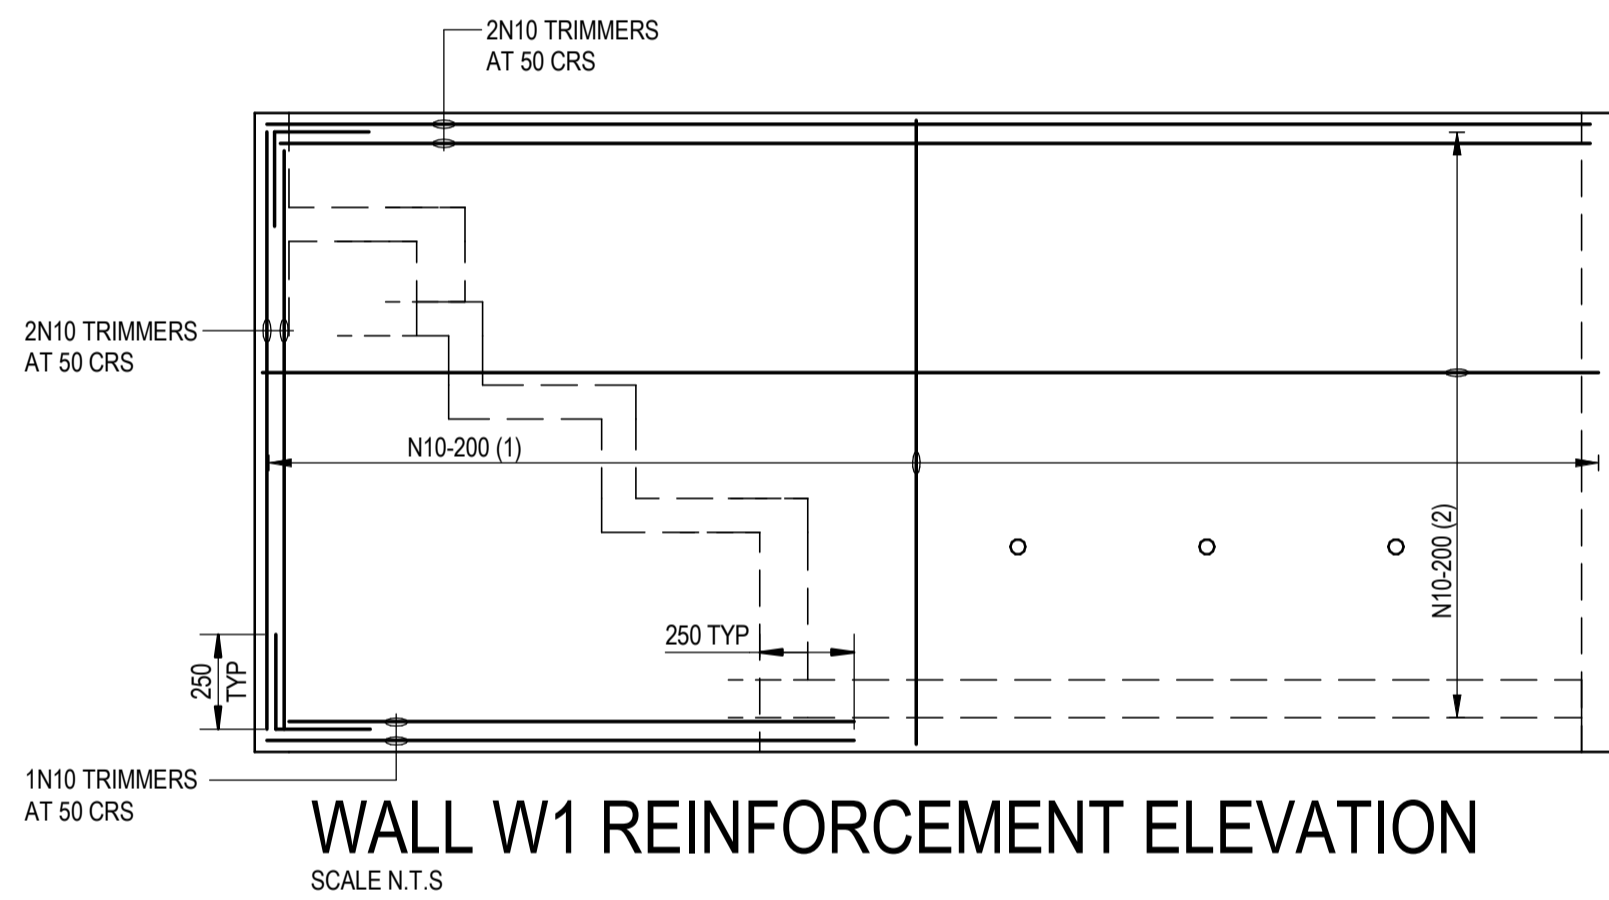 2N10 TRIMMERS
AT 50 CRS
2N10 TRIMMERS
AT 50 CRS
N10-200 (1)
N10-200 (2)
250 TYP
250
TYP
1N10 TRIMMERS
AT 50 CRS
WALL W1 REINFORCEMENT ELEVATION
SCALE N.T.S